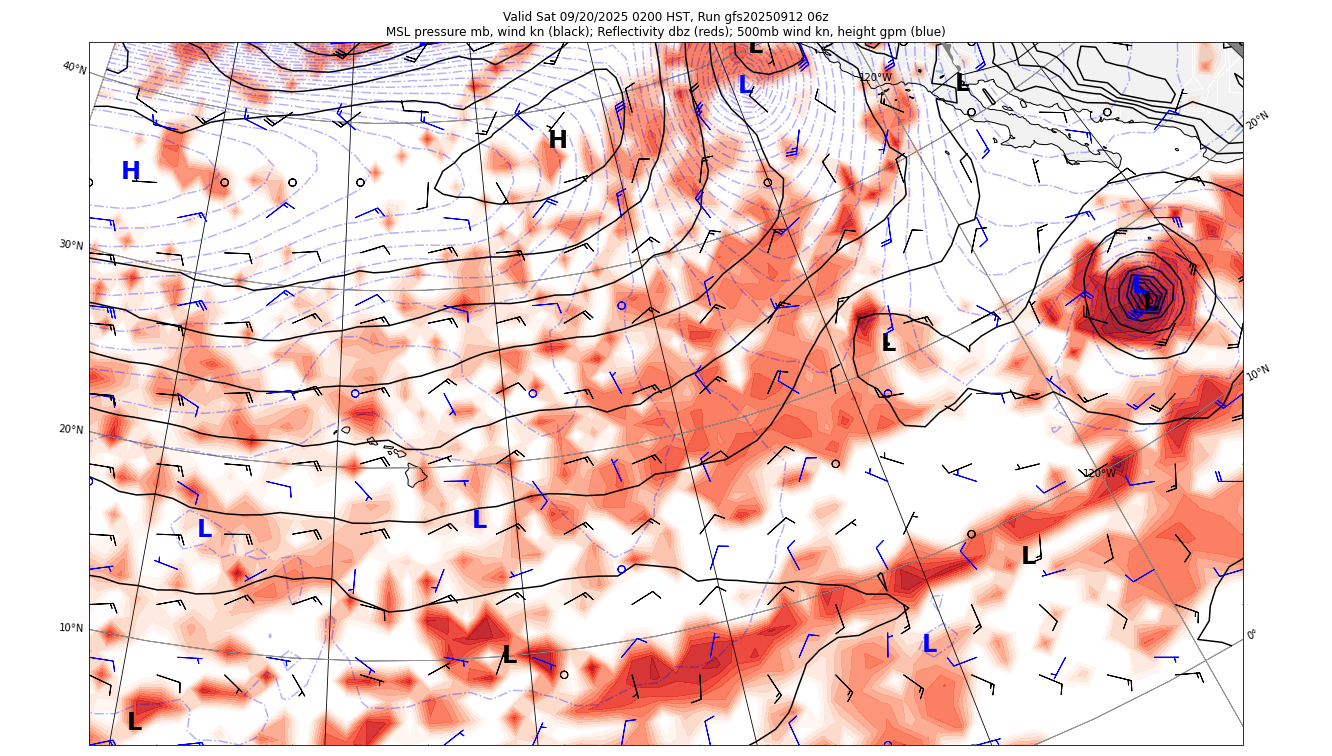 Valid Sat 09/20/2025 0200 HST, Run gfs20250912 06z
MSL pressure mb, wind kn (black); Reflectivity dbz (reds); 500mb wind kn, height gpm (blue)
L
40°N
120°W
L
L
20°N
H
H
30°N
L
L
L
10°N
20°N
120°W
L
L
L
10°N
0°
L
L
L